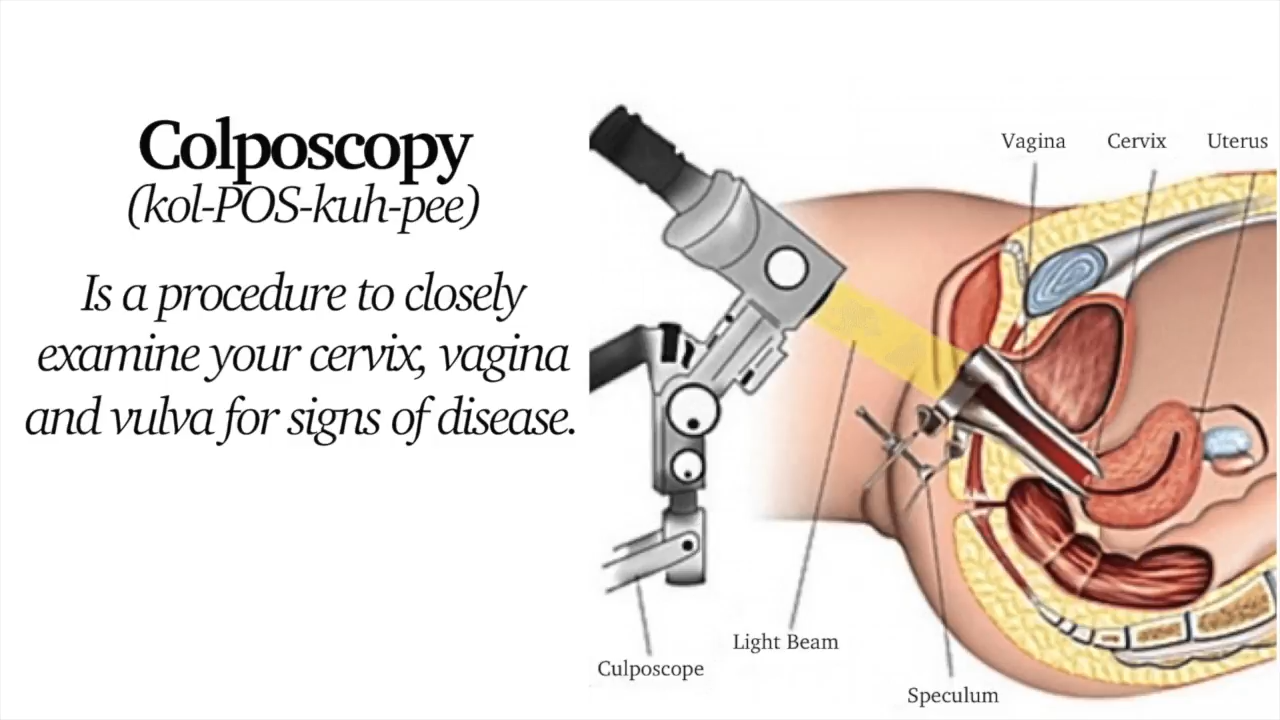 Colposcopy
(kol-POS-kuh-pee)
Is a procedure to closely
examine your cervix, vagina
and vulva for signs of disease.
Vagina Cervix Uterus
Light Beam
Culposcope
Speculum